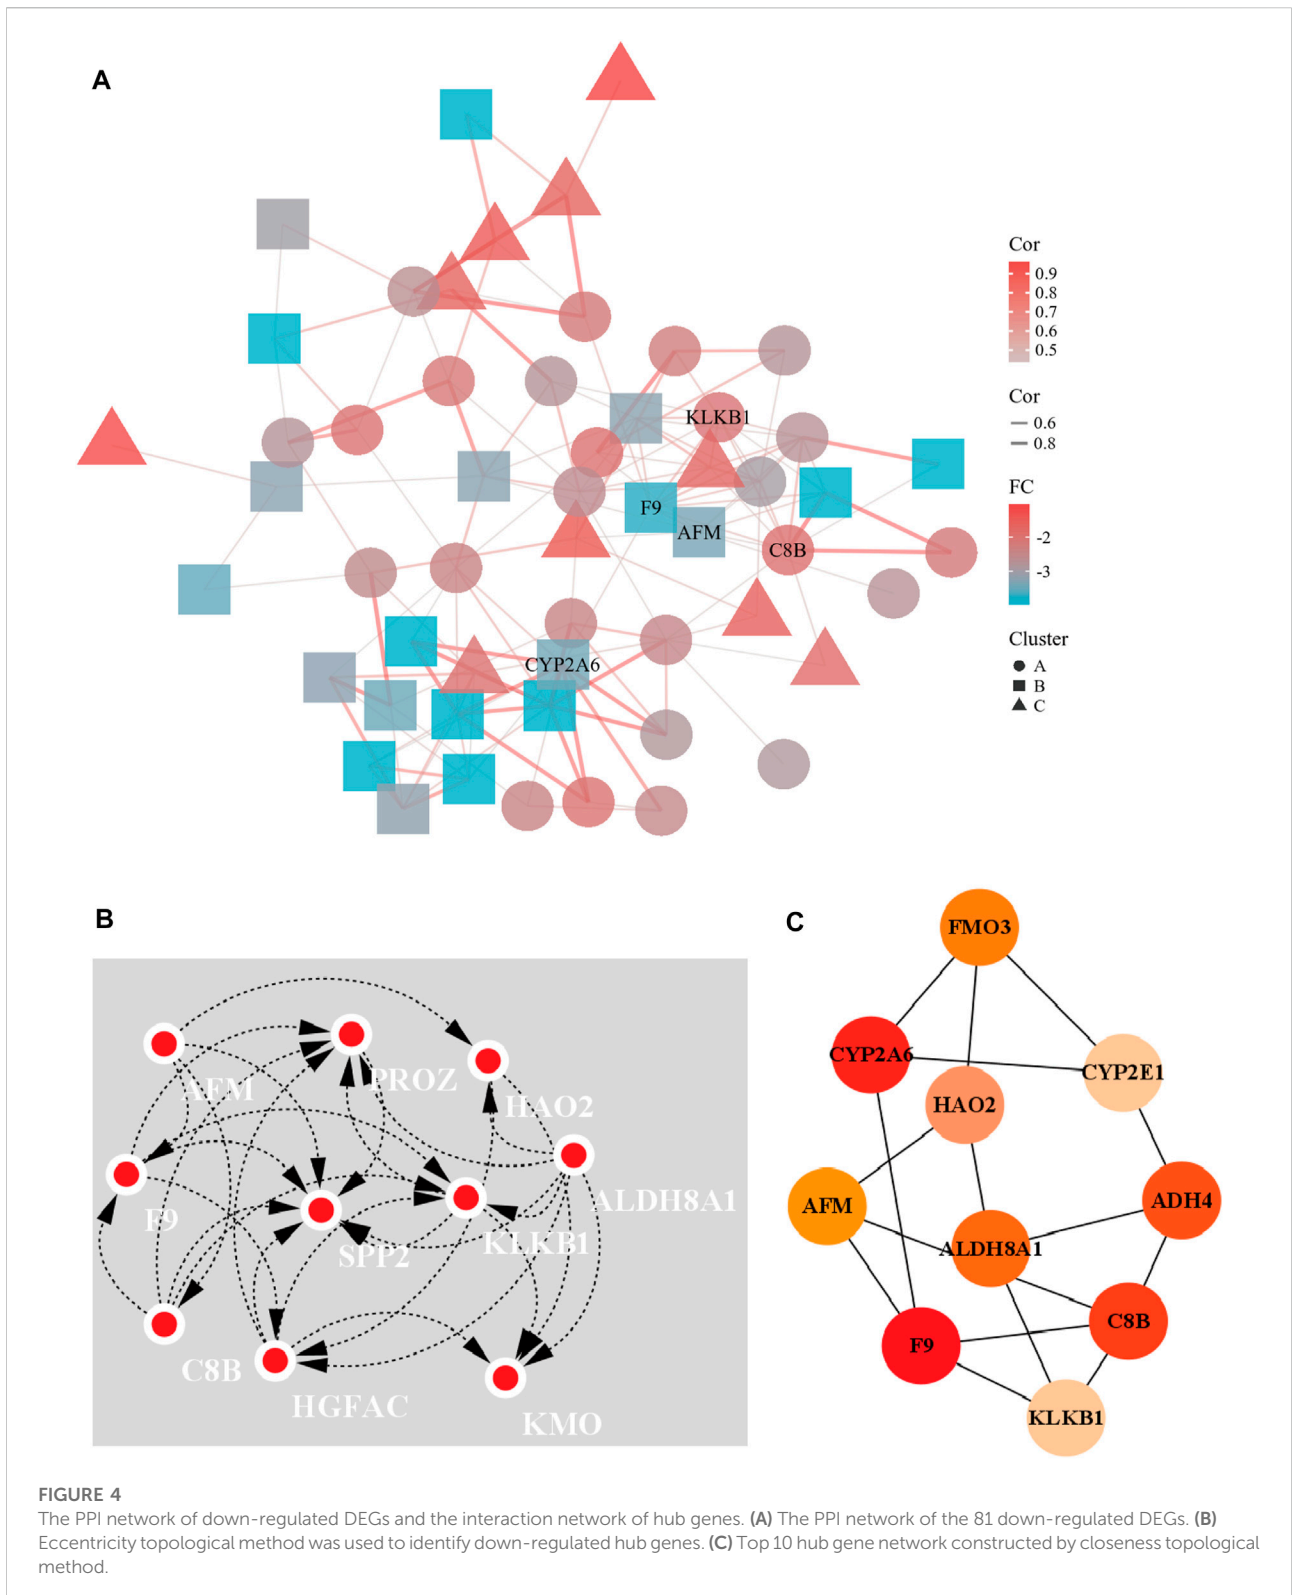 A
Cor
0.9
0.8
0.7
0.6
0.5
Cor
0.6
0.8
FC
-2
-3
Cluster
A
B
C
KLKB1
F9
AFM
C8B
CYP2A6
B
AFM
PROZ
HAO2
F9
SPP2
KLKB1
ALDH8A1
C8B
HGFAC
KMO
C
FMO3
CYP2A6
CYP2E1
HAO2
AFM
ADH4
ALDH8A1
C8B
F9
KLKB1
FIGURE 4
The PPI network of down-regulated DEGs and the interaction network of hub genes. (A) The PPI network of the 81 down-regulated DEGs. (B)
Eccentricity topological method was used to identify down-regulated hub genes. (C) Top 10 hub gene network constructed by closeness topological
method.